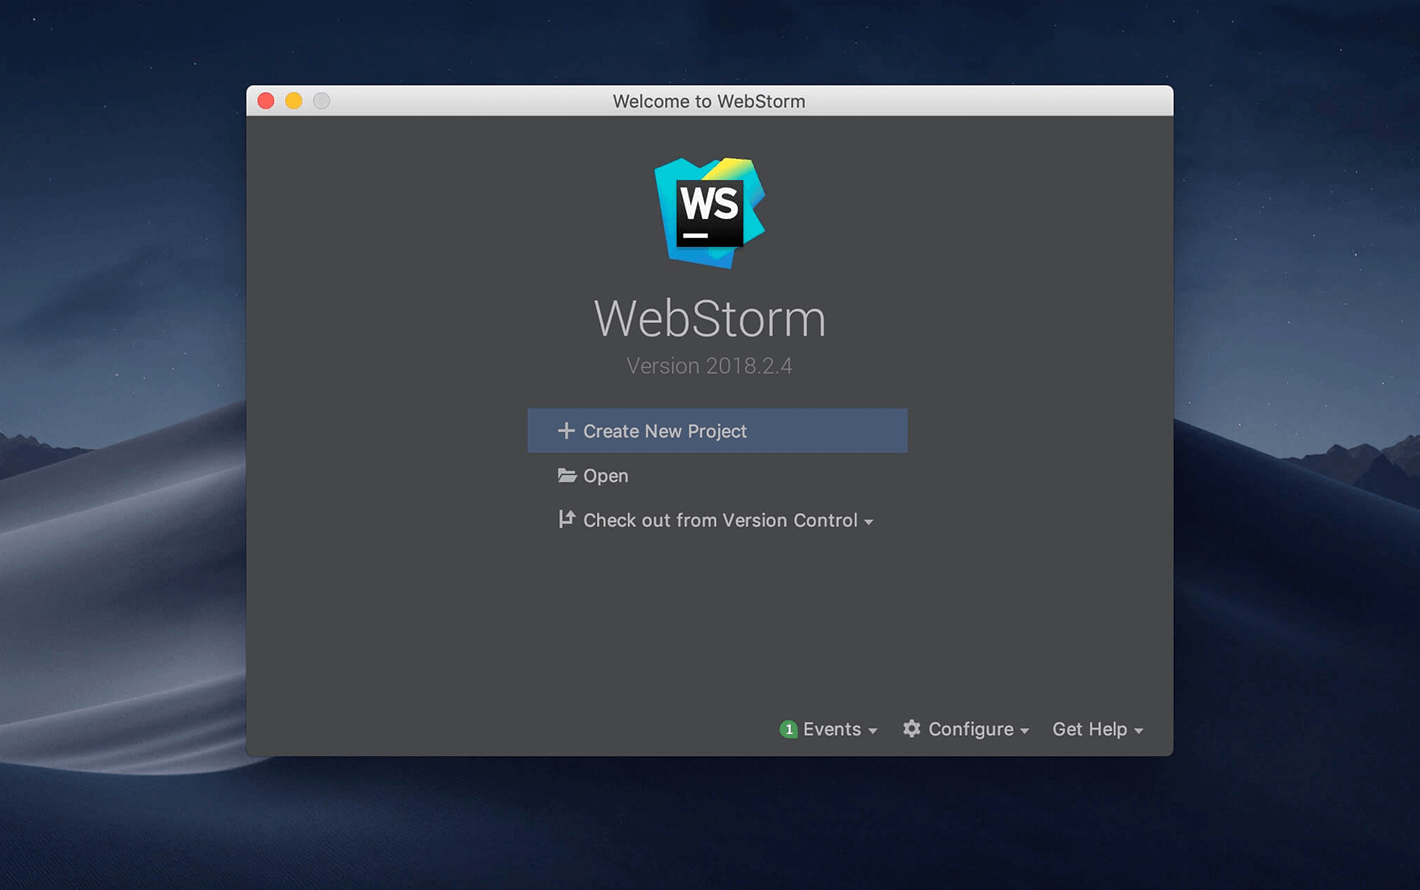 Welcome to WebStorm
WS
WebStorm
Version 2018.2.4
Create New Project
Open
Check out from Version Control
1 Events
Configure
Get Help